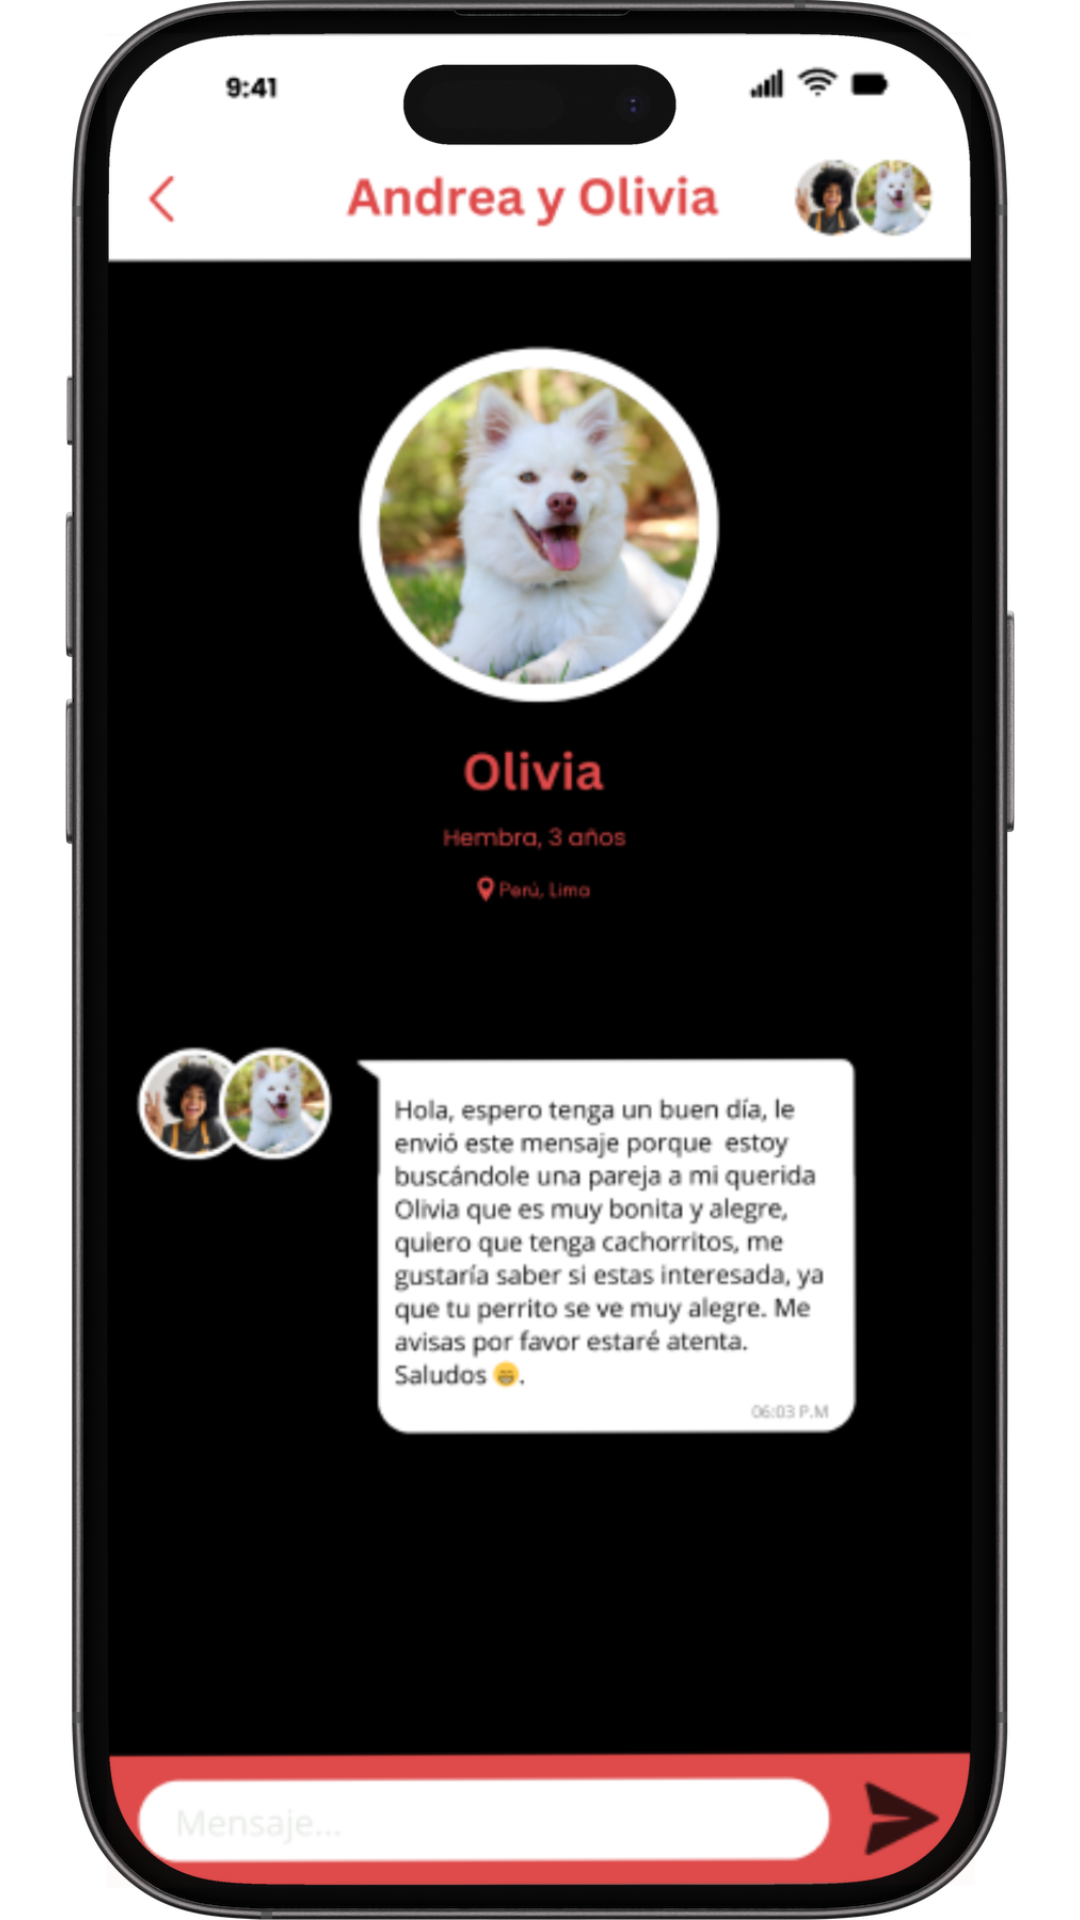 9:41
Andrea y Olivia
Olivia
Hembra, 3 años
Perú, Lima
Hola, espero tenga un buen día, le
envió este mensaje porque  estoy
buscándole una pareja a mi querida
Olivia que es muy bonita y alegre,
quiero que tenga cachorritos, me
gustaría saber si estas interesada, ya
que tu perrito se ve muy alegre. Me
avisas por favor estaré atenta.
Saludos 😁.
06:03 P.M
Mensaje...